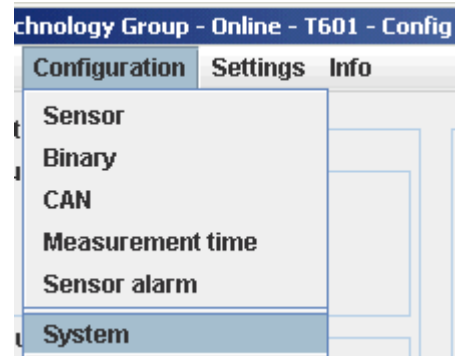 chnology Group - Online - T601 - Config
Configuration Settings Info
Sensor
Binary
CAN
Measurement time
Sensor alarm
System